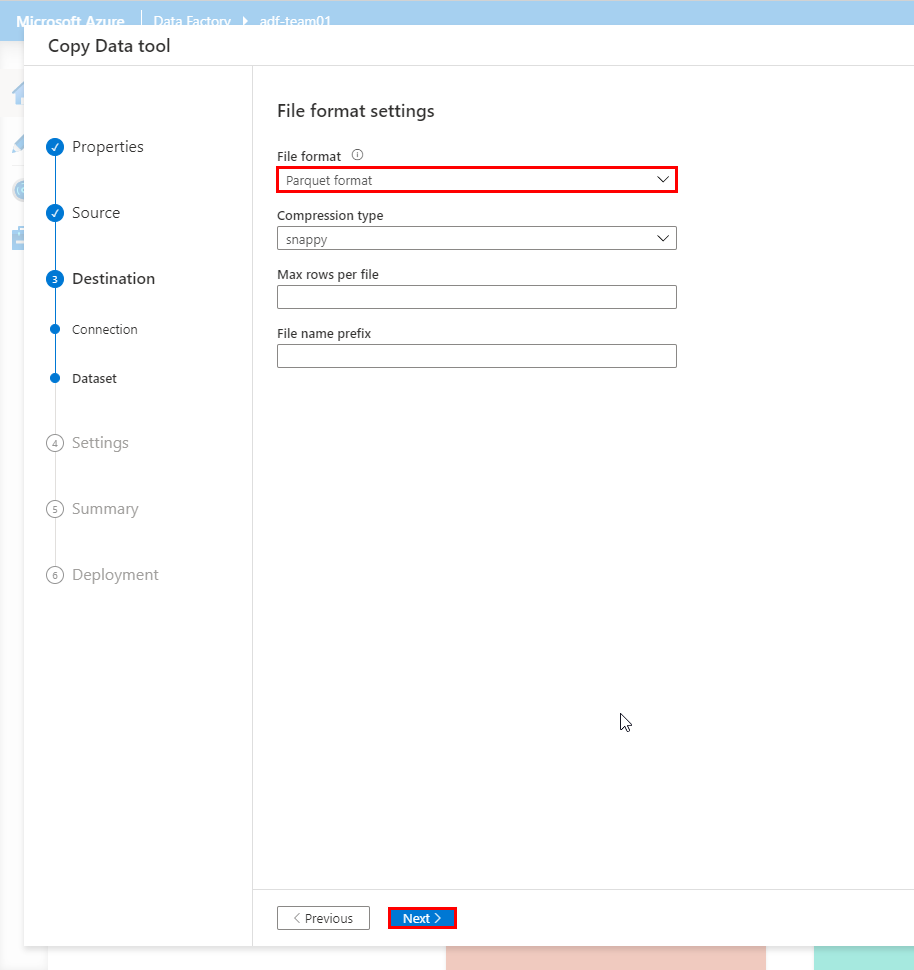 Microsoft Azure Data Factory adf-team01
Copy Data tool
Properties
Source
3 Destination
Connection
Dataset
4 Settings
5 Summary
6 Deployment
File format settings
File format
Parquet format
Compression type
snappy
Max rows per file
File name prefix
Previous
Next